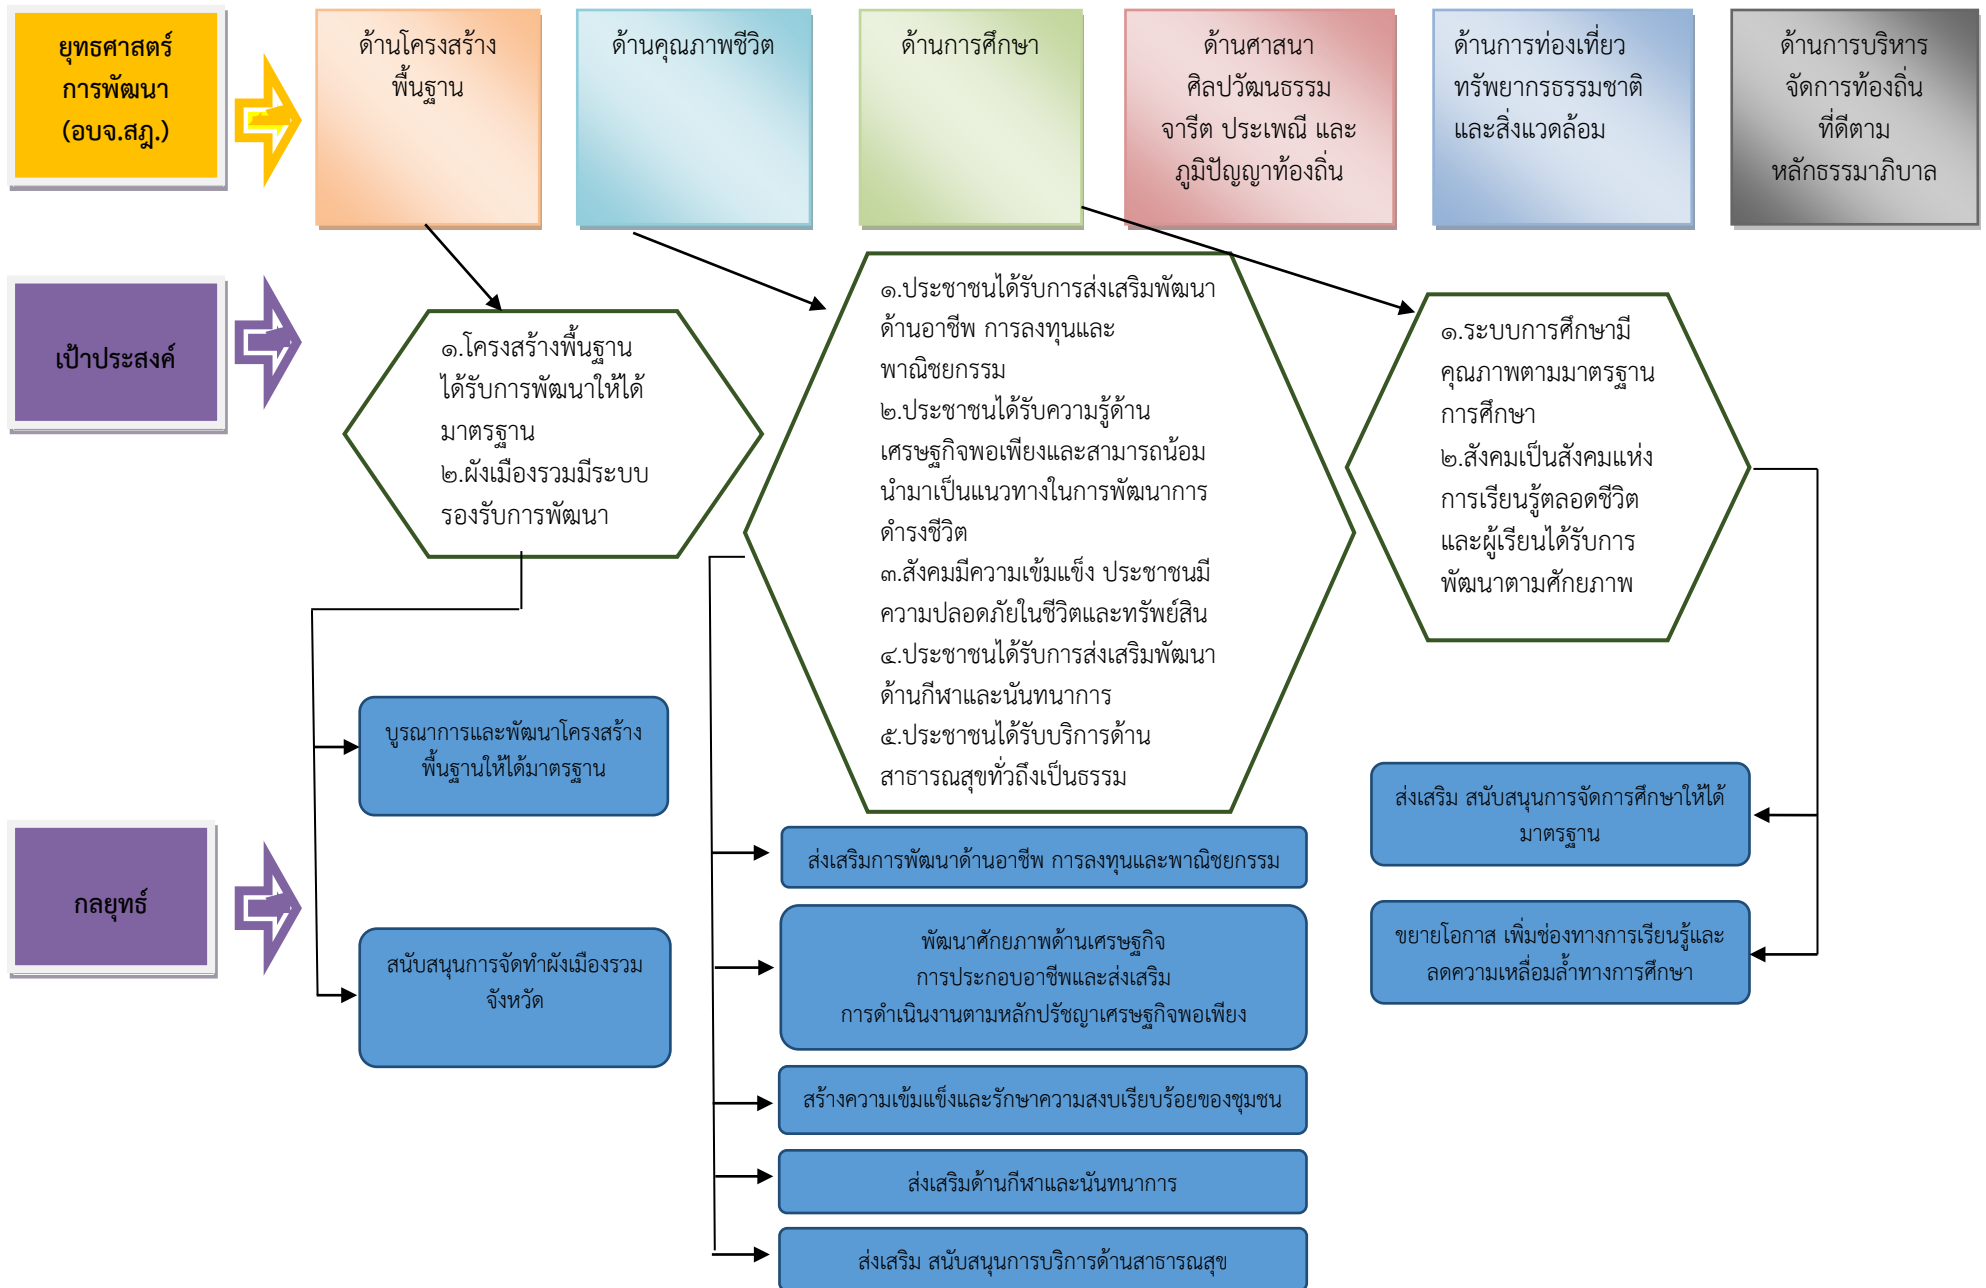 ยุทธศาสตร์
การพัฒนา
(อบจ.สฎ.)
ด้านโครงสร้าง
พื้นฐาน
ด้านคุณภาพชีวิต
ด้านการศึกษา
ด้านศาสนา
ศิลปวัฒนธรรม
จารีต ประเพณี และ
ภูมิปัญญาท้องถิ่น
ด้านการท่องเที่ยว
ทรัพยากรธรรมชาติ
และสิ่งแวดล้อม
ด้านการบริหาร
จัดการท้องถิ่น
ที่ดีตาม
หลักธรรมาภิบาล
เป้าประสงค์
๑.โครงสร้างพื้นฐาน
ได้รับการพัฒนาให้ได้
มาตรฐาน
๒.ผังเมืองรวมมีระบบ
รองรับการพัฒนา
๑.ประชาชนได้รับการส่งเสริมพัฒนา
ด้านอาชีพ การลงทุนและ
พาณิชยกรรม
๒.ประชาชนได้รับความรู้ด้าน
เศรษฐกิจพอเพียงและสามารถน้อม
นำมาเป็นแนวทางในการพัฒนาการ
ดำรงชีวิต
๓.สังคมมีความเข้มแข็ง ประชาชนมี
ความปลอดภัยในชีวิตและทรัพย์สิน
๔.ประชาชนได้รับการส่งเสริมพัฒนา
ด้านกีฬาและนันทนาการ
๕.ประชาชนได้รับบริการด้าน
สาธารณสุขทั่วถึงเป็นธรรม
๑.ระบบการศึกษามี
คุณภาพตามมาตรฐาน
การศึกษา
๒.สังคมเป็นสังคมแห่ง
การเรียนรู้ตลอดชีวิต
และผู้เรียนได้รับการ
พัฒนาตามศักยภาพ
กลยุทธ์
บูรณาการและพัฒนาโครงสร้าง
พื้นฐานให้ได้มาตรฐาน
สนับสนุนการจัดทำผังเมืองรวม
จังหวัด
ส่งเสริมการพัฒนาด้านอาชีพ การลงทุนและพาณิชยกรรม
พัฒนาศักยภาพด้านเศรษฐกิจ
การประกอบอาชีพและส่งเสริม
การดำเนินงานตามหลักปรัชญาเศรษฐกิจพอเพียง
สร้างความเข้มแข็งและรักษาความสงบเรียบร้อยของชุมชน
ส่งเสริมด้านกีฬาและนันทนาการ
ส่งเสริม สนับสนุนการบริการด้านสาธารณสุข
ส่งเสริม สนับสนุนการจัดการศึกษาให้ได้
มาตรฐาน
ขยายโอกาส เพิ่มช่องทางการเรียนรู้และ
ลดความเหลื่อมล้ำทางการศึกษา